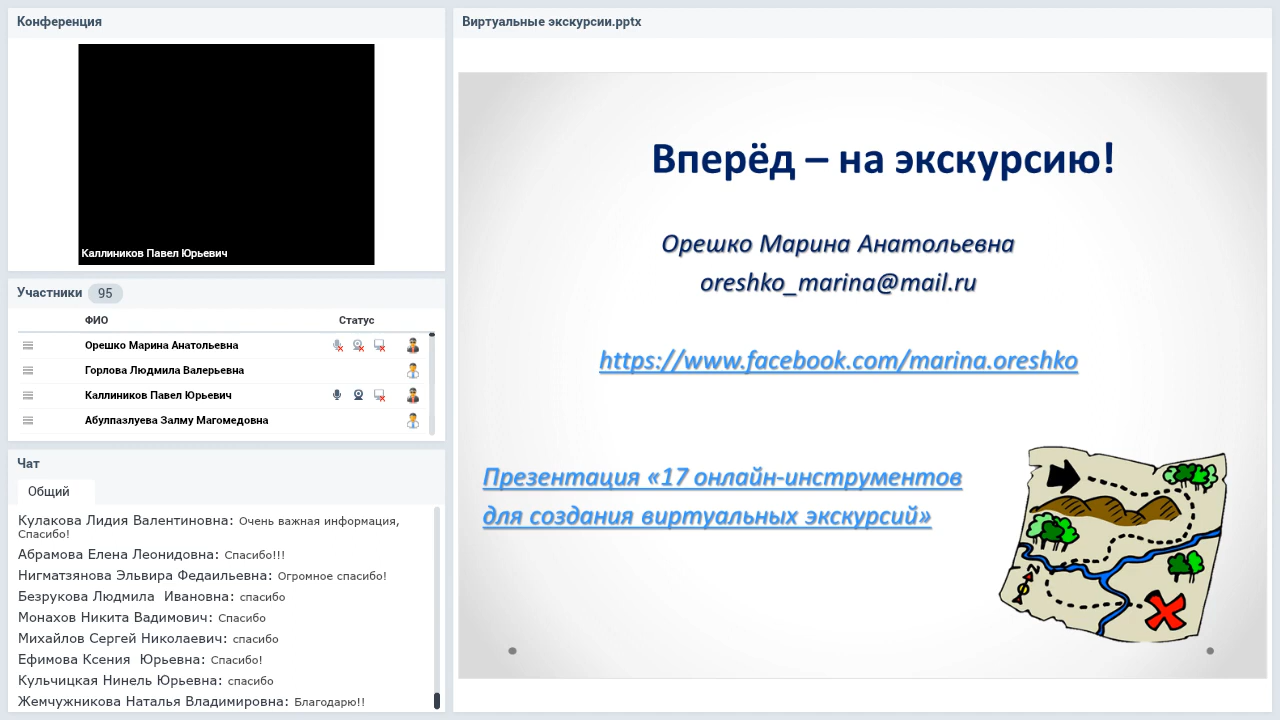 Конференция
Каллиников Павел Юрьевич
Участники 95
ФИО Статус
Орешко Марина Анатольевна
Горлова Людмила Валерьевна
Каллиников Павел Юрьевич
Абулпазлуева Залму Магомедовна
Чат
Общий
Кулакова Лидия Валентиновна: Очень важная информация,
Спасибо!
Абрамова Елена Леонидовна: Спасибо!!!
Нигматзянова Эльвира Федаильевна: Огромное спасибо!
Безрукова Людмила Ивановна: спасибо
Монахов Никита Вадимович: Спасибо
Михайлов Сергей Николаевич: спасибо
Ефимова Ксения Юрьевна: Спасибо!
Кульчицкая Нинель Юрьевна: спасибо
Жемчужникова Наталья Владимировна: Благодарю!!
Виртуальные экскурсии.pptx
Вперёд – на экскурсию!
Орешко Марина Анатольевна
oreshko_marina@mail.ru
https://www.facebook.com/marina.oreshko
Презентация «17 онлайн-инструментов
для создания виртуальных экскурсий»
N